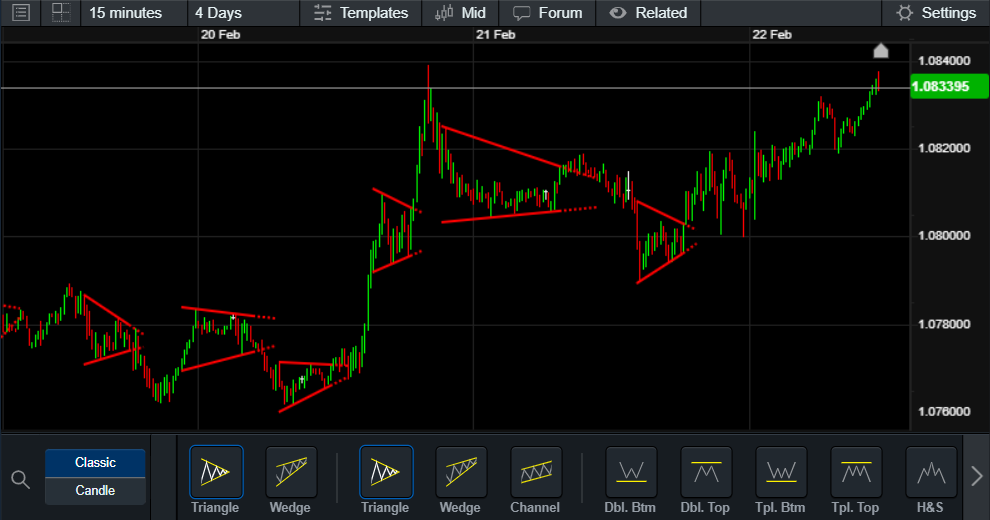 15 minutes 4 Days Templates Mid Forum Related Settings
20 Feb 21 Feb 22 Feb
1.084000
1.083395
1.082000
1.080000
1.078000
1.076000
Classic
Candle
Triangle Wedge Triangle Wedge Channel Dbl. Btm Dbl. Top Tpl. Btm Tpl. Top H&S